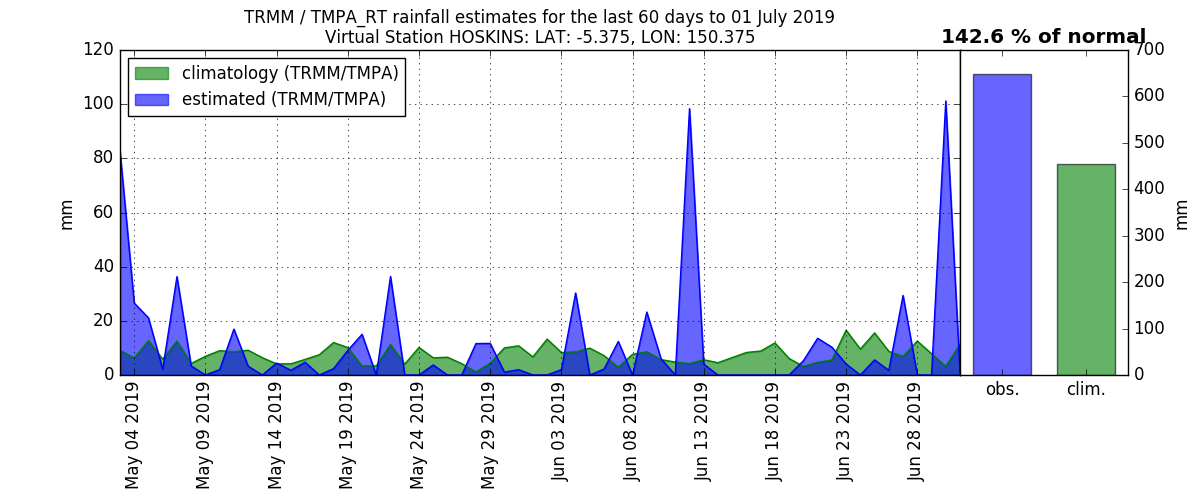 TRMM / TMPA_RT rainfall estimates for the last 60 days to 01 July 2019
Virtual Station HOSKINS: LAT: -5.375, LON: 150.375
142.6 % of normal
climatology (TRMM/TMPA)
estimated (TRMM/TMPA)
mm
120
100
80
60
40
20
0
May 04 2019
May 09 2019
May 14 2019
May 19 2019
May 24 2019
May 29 2019
Jun 03 2019
Jun 08 2019
Jun 13 2019
Jun 18 2019
Jun 23 2019
Jun 28 2019
obs.
clim.
700
600
500
400
300
200
100
0
mm